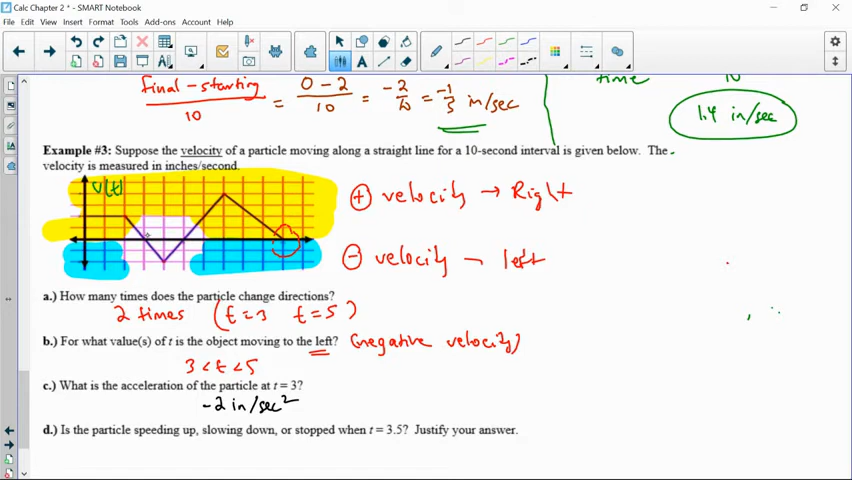 Calc Chapter 2 * - SMART Notebook
File Edit View Insert Format Tools Add-ons Account Help
final-starting
10
= 0 - 2
10
= -2
10
= -1
5 in/sec
time
10
1.4 in/sec
Example #3: Suppose the velocity of a particle moving along a straight line for a 10-second interval is given below. The
velocity is measured in inches/second.
v(t)
+ velocity → Right
- velocity → left
a.) How many times does the particle change directions?
2 times (t=3 t=5)
b.) For what value(s) of t is the object moving to the left? (negative velocity)
3 < t < 5
c.) What is the acceleration of the particle at t = 3?
-2 in/sec²
d.) Is the particle speeding up, slowing down, or stopped when t = 3.5? Justify your answer.